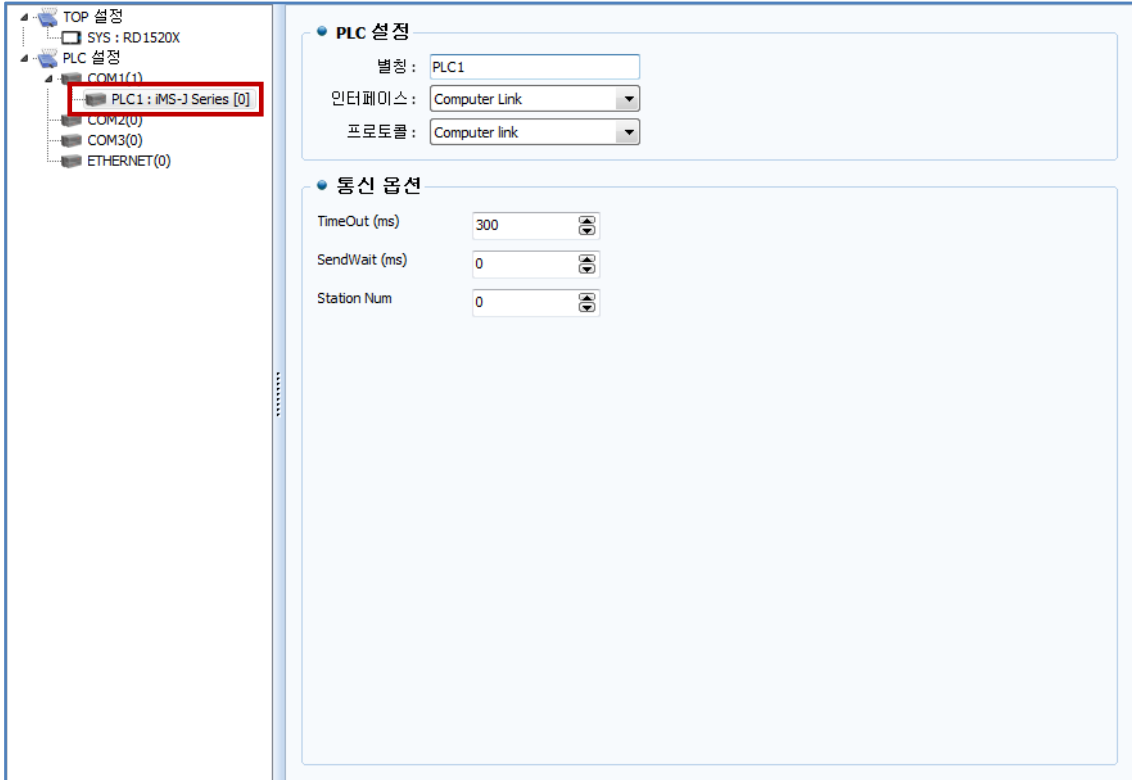 TOP 설정
SYS : RD1520X
PLC 설정
COM1(1)
PLC1 : iMS-J Series [0]
COM2(0)
COM3(0)
ETHERNET(0)
PLC 설정
별칭 : PLC1
인터페이스 : Computer Link
프로토콜 : Computer link
통신 옵션
TimeOut (ms) 300
SendWait (ms) 0
Station Num 0